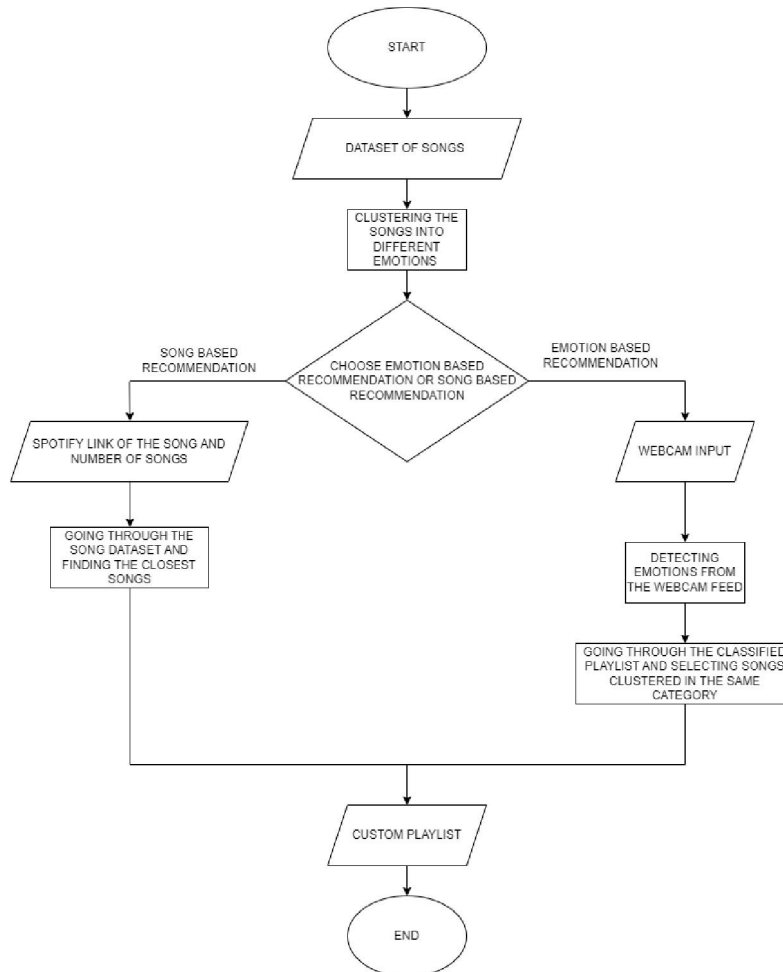 START
DATASET OF SONGS
CLUSTERING THE
SONGS INTO
DIFFERENT
EMOTIONS
SONG BASED
RECOMMENDATION
CHOOSE EMOTION BASED
RECOMMENDATION OR SONG BASED
RECOMMENDATION
EMOTION BASED
RECOMMENDATION
SPOTIFY LINK OF THE SONG AND
NUMBER OF SONGS
WEBCAM INPUT
GOING THROUGH THE
SONG DATASET AND
FINDING THE CLOSEST
SONGS
DETECTING
EMOTIONS FROM
THE WEBCAM FEED
GOING THROUGH THE CLASSIFIED
PLAYLIST AND SELECTING SONGS
CLUSTERED IN THE SAME
CATEGORY
CUSTOM PLAYLIST
END